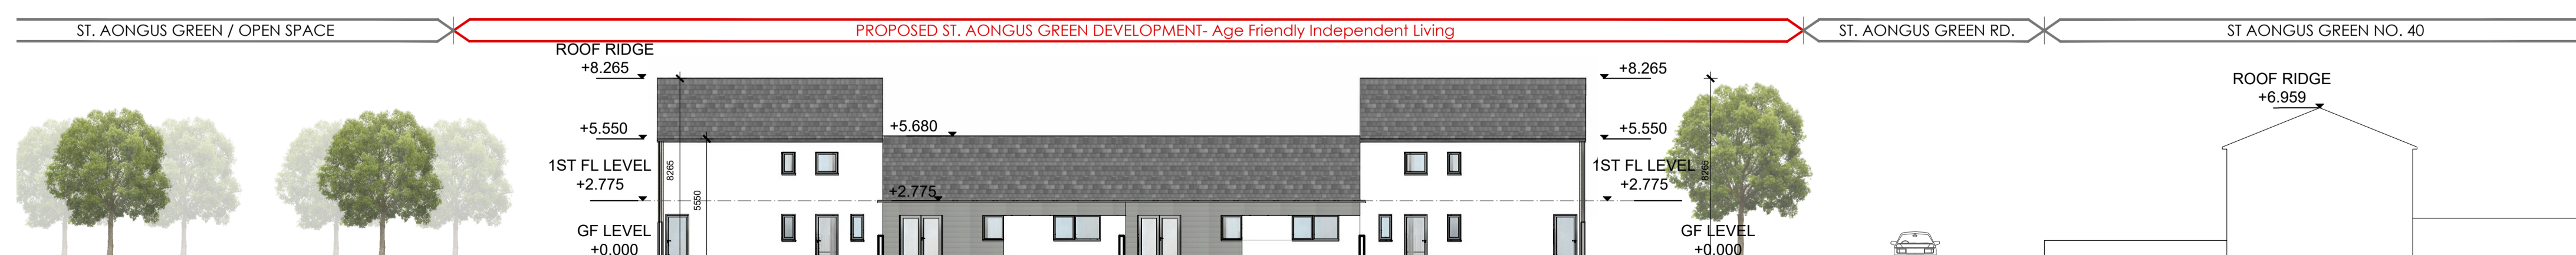 ST. AONGUS GREEN / OPEN SPACE
PROPOSED ST. AONGUS GREEN DEVELOPMENT- Age Friendly Independent Living
ST. AONGUS GREEN RD.
ST AONGUS GREEN NO. 40
ROOF RIDGE
+8.265
+5.550
1ST FL LEVEL
+2.775
GF LEVEL
+0.000
8265
5550
+5.680
+2.775
+8.265
+5.550
1ST FL LEVEL
+2.775
8265
GF LEVEL
+0.000
ROOF RIDGE
+6.959